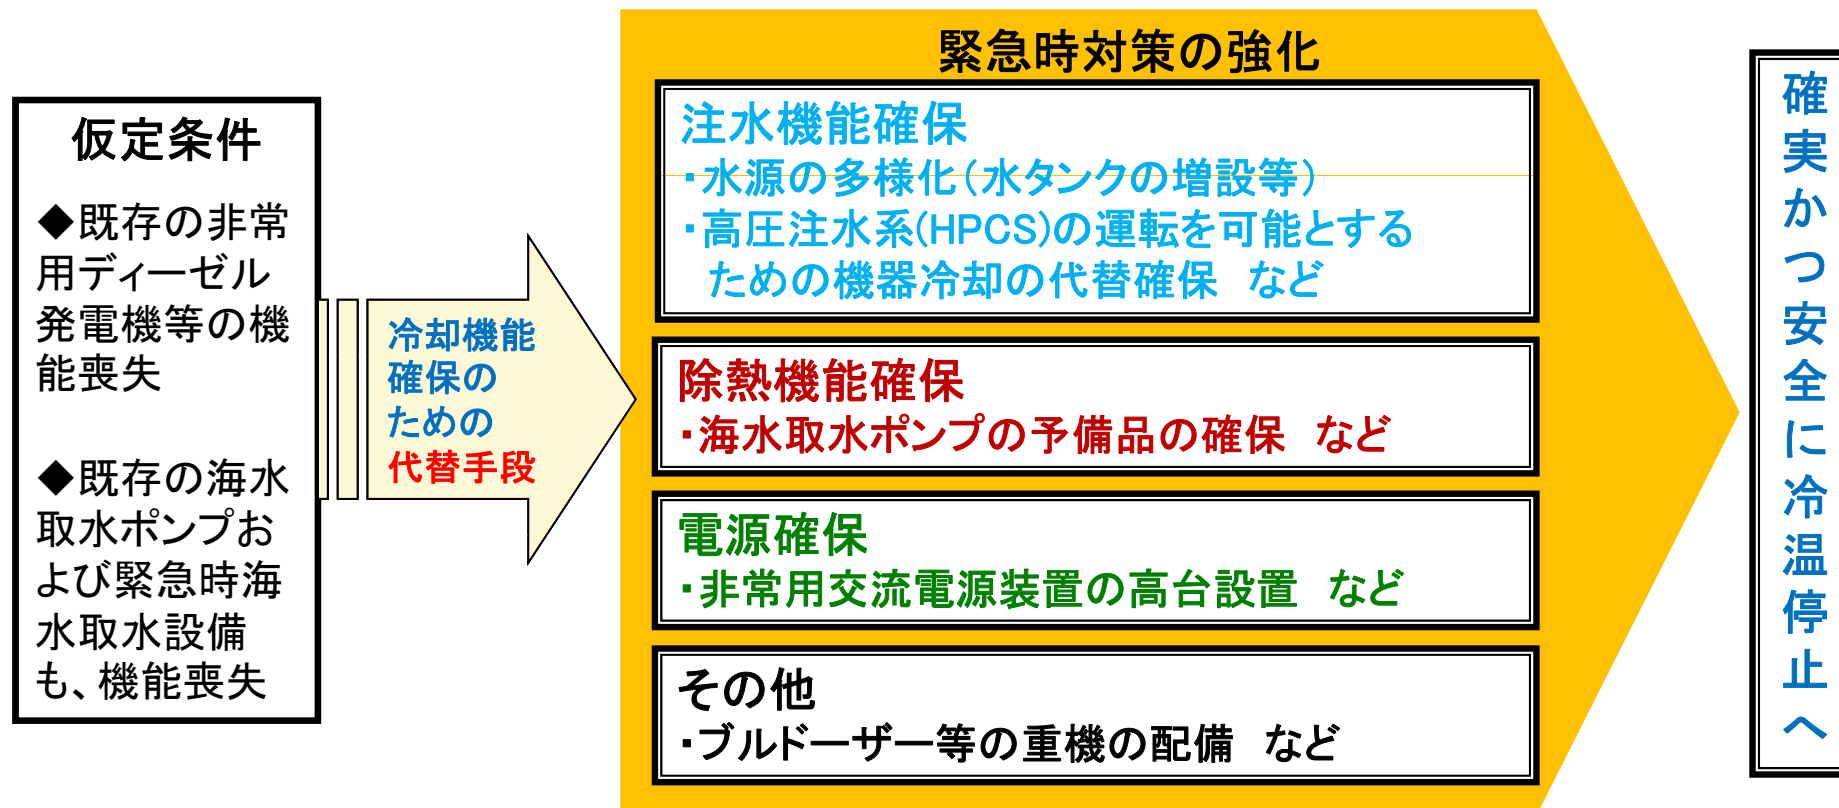 仮定条件
◆既存の非常
用ディーゼル
発電機等の機
能喪失
◆既存の海水
取水ポンプお
よび緊急時海
水取水設備
も、機能喪失
冷却機能
確保の
ための
代替手段
緊急時対策の強化
注水機能確保
・水源の多様化（水タンクの増設等）
・高圧注水系(HPCS)の運転を可能とする
ための機器冷却の代替確保　など
除熱機能確保
・海水取水ポンプの予備品の確保　など
電源確保
・非常用交流電源装置の高台設置　など
その他
・ブルドーザー等の重機の配備　など
確実かつ安全に冷温停止へ